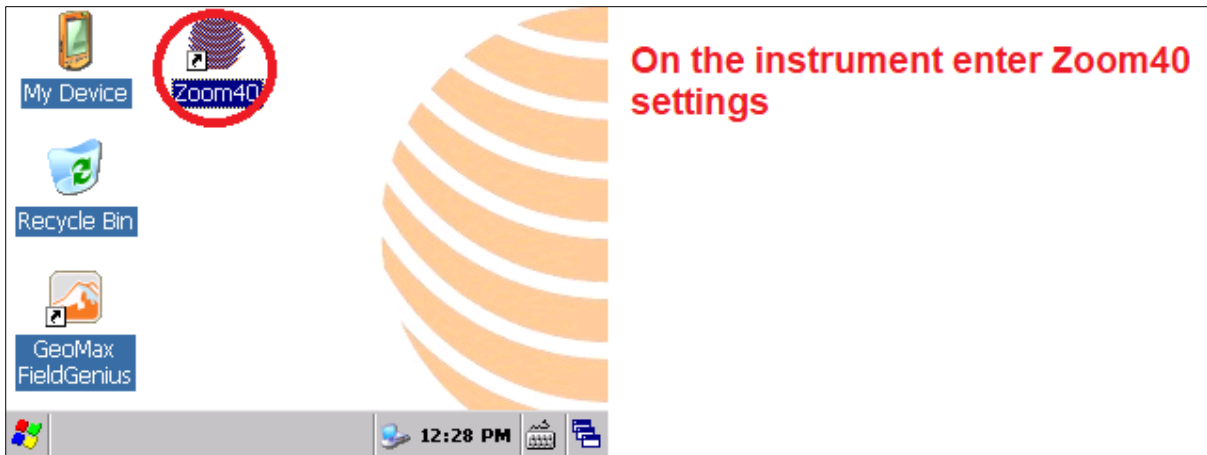 My Device
Zoom40
Recycle Bin
GeoMax
FieldGenius
12:28 PM
On the instrument enter Zoom40
settings